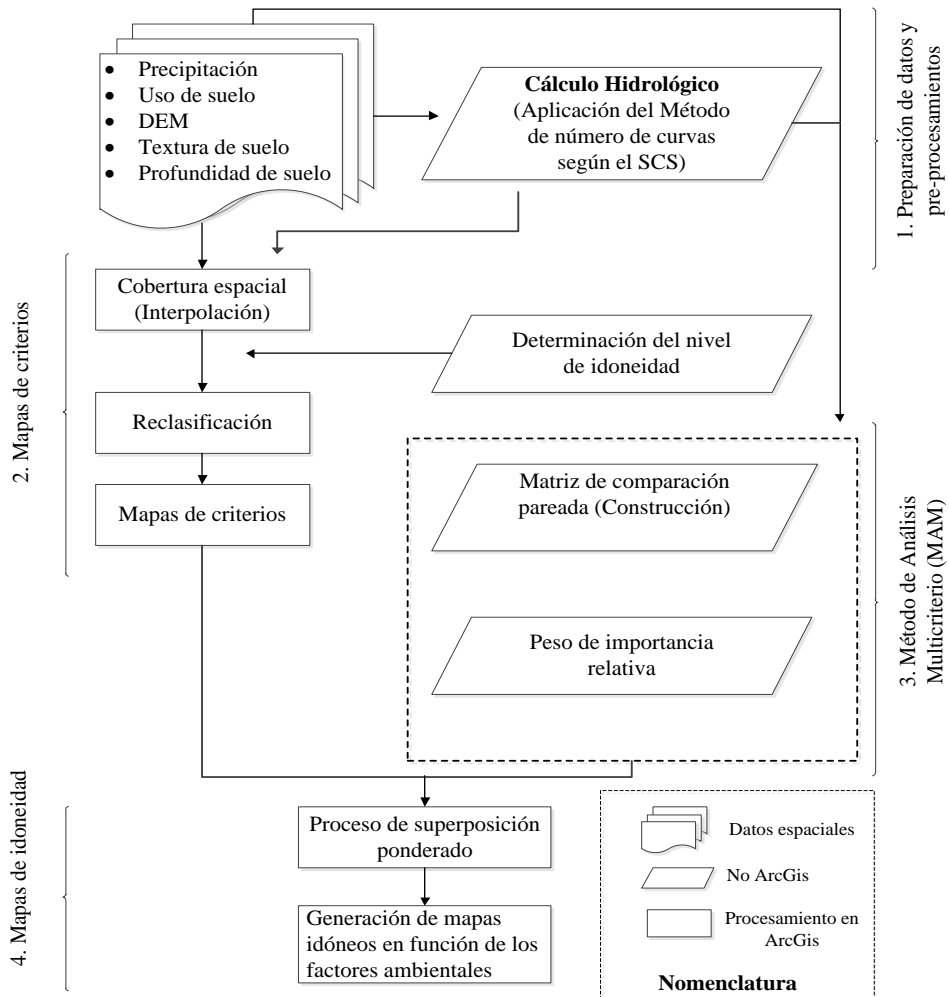 • Precipitación
• Uso de suelo
• DEM
• Textura de suelo
• Profundidad de suelo
Cálculo Hidrológico
(Aplicación del Método
de número de curvas
según el SCS)
1. Preparación de datos y
pre-procesamientos
Cobertura espacial
(Interpolación)
Determinación del nivel
de idoneidad
Reclasificación
Mapas de criterios
2. Mapas de criterios
Matriz de comparación
pareada (Construcción)
Peso de importancia
relativa
3. Método de Análisis
Multicriterio (MAM)
Proceso de superposición
ponderado
Generación de mapas
idóneos en función de los
factores ambientales
4. Mapas de idoneidad
Datos espaciales
No ArcGis
Procesamiento en
ArcGis
Nomenclatura